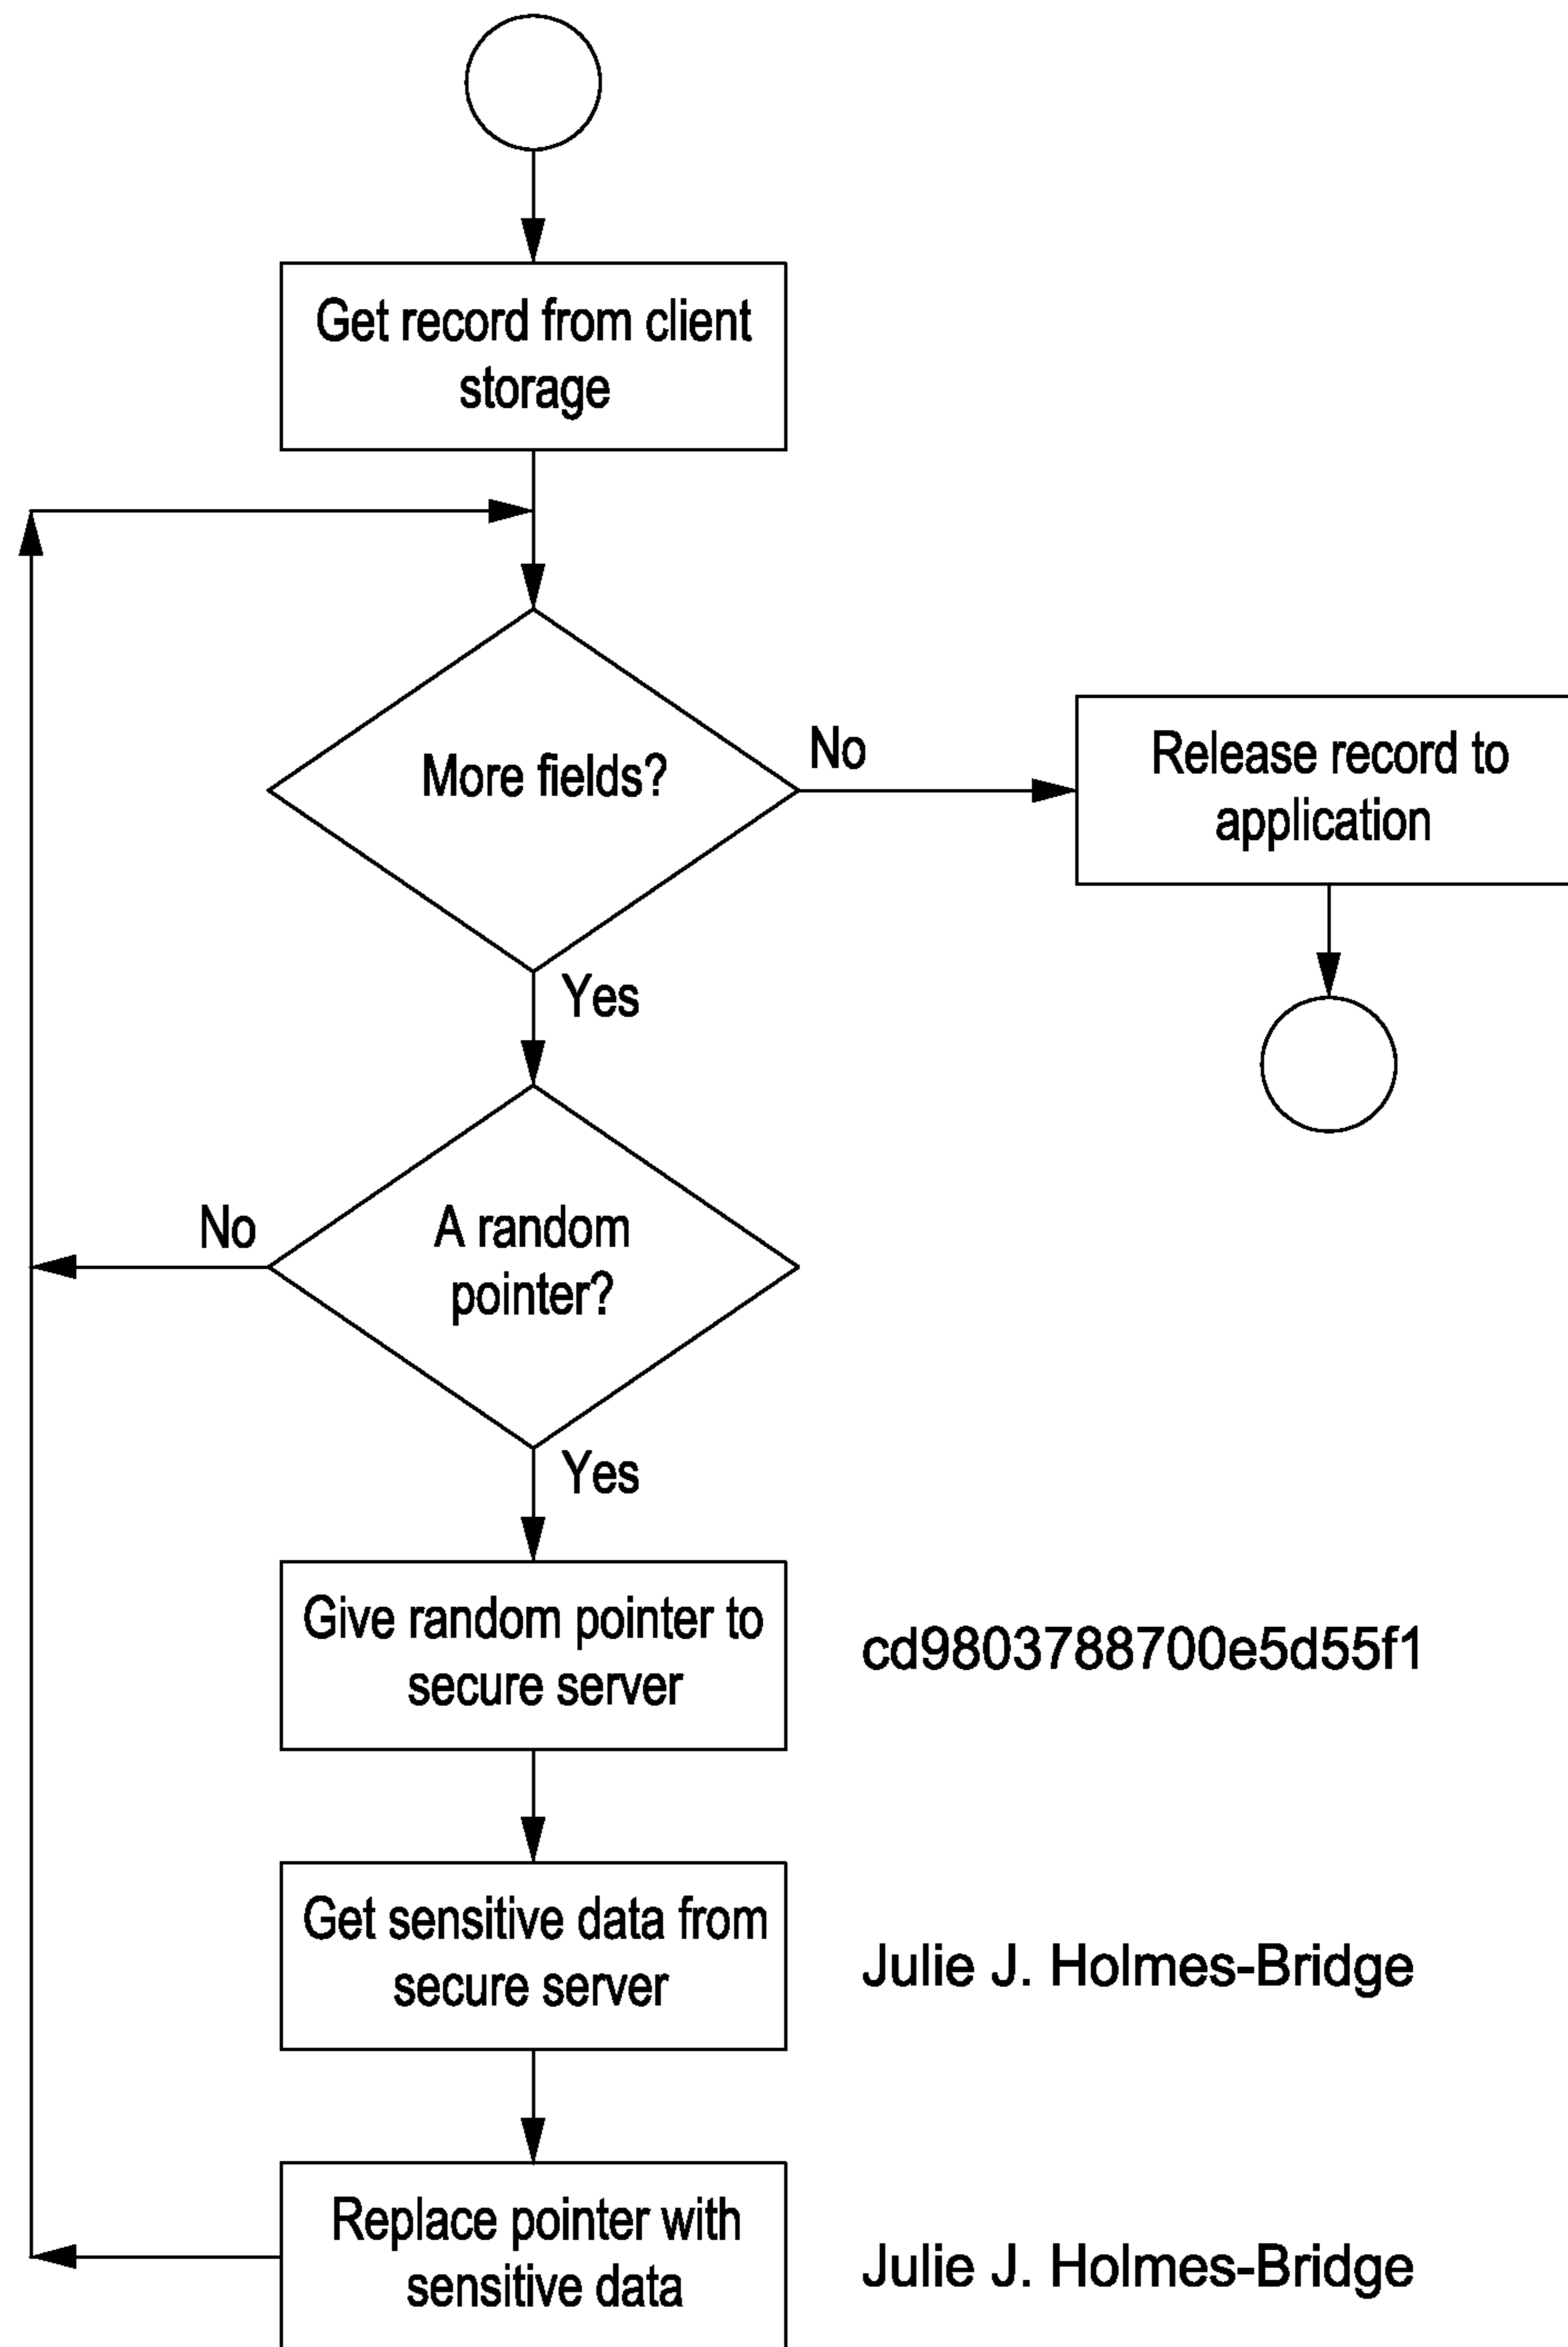 Get record from client
storage
More fields?
No
Release record to
application
Yes
No
A random
pointer?
Yes
Give random pointer to
secure server
cd9803788700e5d55f1
Get sensitive data from
secure server
Julie J. Holmes-Bridge
Replace pointer with
sensitive data
Julie J. Holmes-Bridge